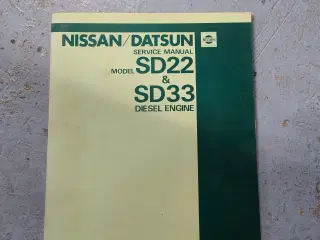 NISSAN/DATSUN
SERVICE MANUAL
MODEL SD22
&
SD33
DIESEL ENGINE